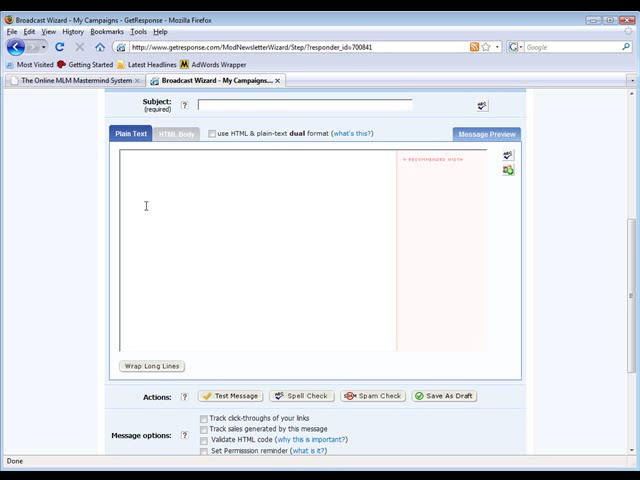 Broadcast Wizard - My Campaigns - GetResponse - Mozilla Firefox
File Edit View History Bookmarks Tools Help
http://www.getresponse.com/ModNewsletterWizard/Step/?responder_id=700841
G Google
Most Visited Getting Started Latest Headlines AdWords Wrapper
The Online MLM Mastermind System Broadcast Wizard - My Campaigns...
Subject: ?
(required)
Plain Text HTML Body use HTML & plain-text dual format (what's this?) Message Preview
RECOMMENDED WIDTH
Wrap Long Lines
Actions: ? Test Message Spell Check Spam Check Save As Draft
Track click-throughs of your links
Track sales generated by this message
Message options: ? Validate HTML code (why this is important?)
Set Permisssion reminder (what is it?)
Done